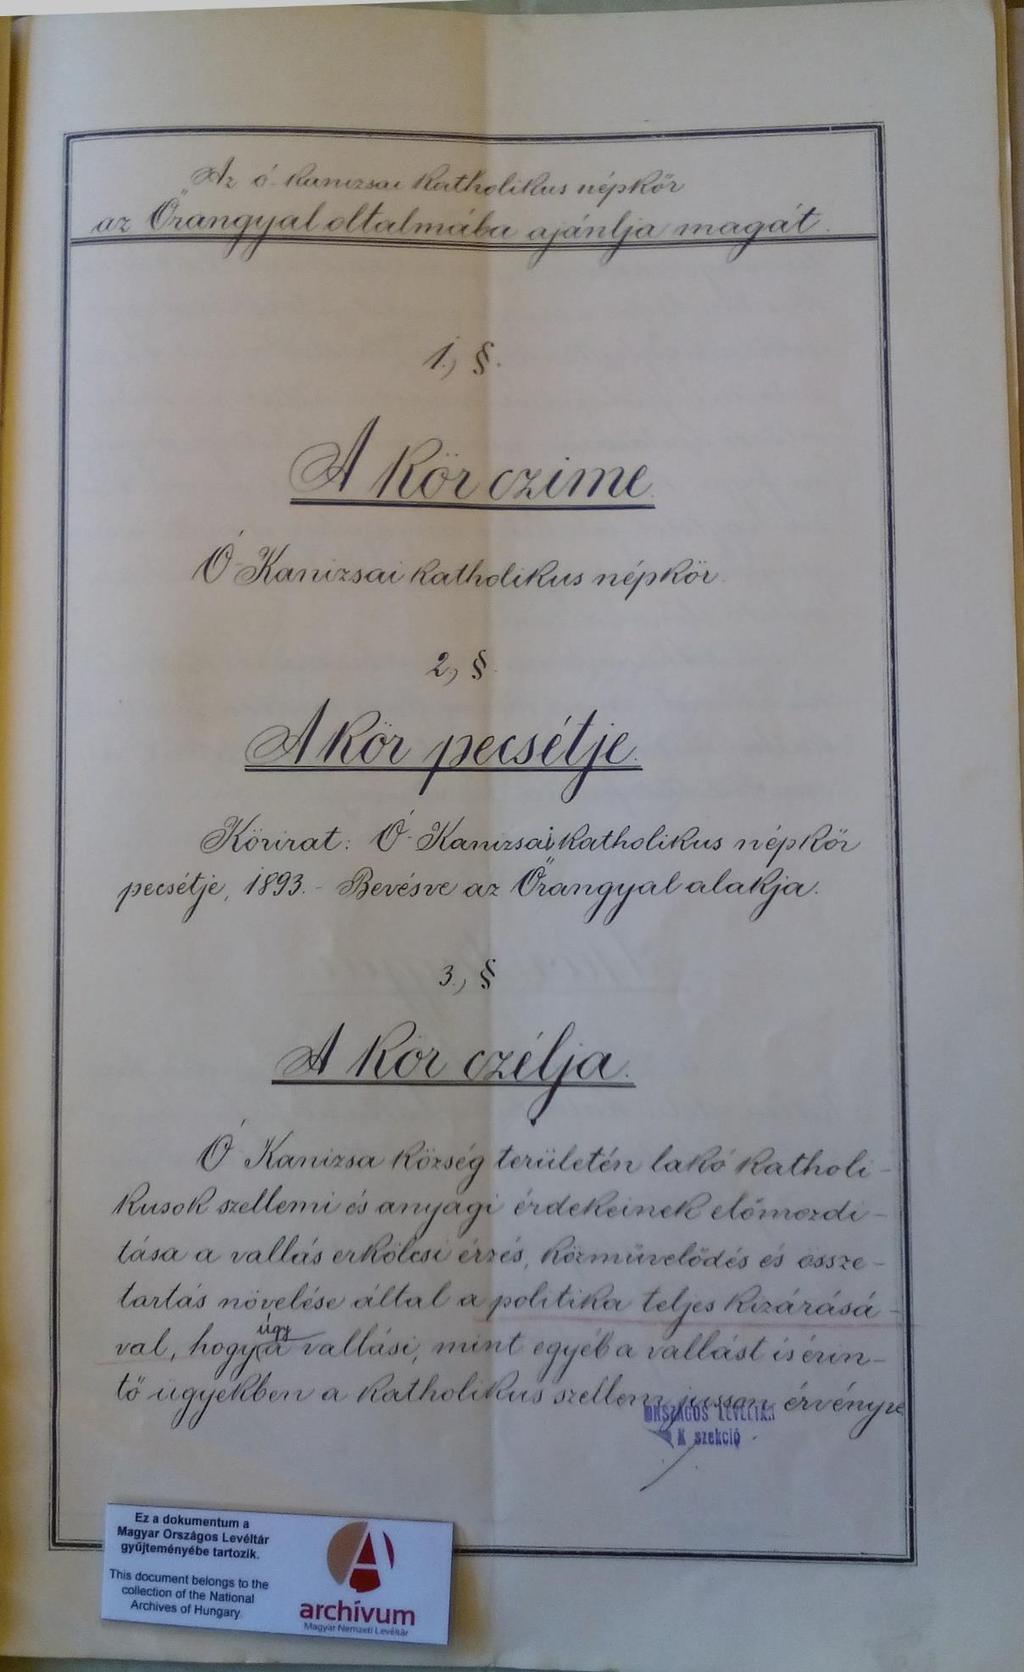 Az ó-kanizsai katholikus népkör
az Őrangyal oltalmába ajánlja magát.
1., §.
A kör czime.
Ó-Kanizsai katholikus népkör.
2, §.
A kör pecsétje.
Körirat: Ó-Kanizsai katholikus népkör
pecsétje, 1893. - Bevésve az Őrangyal alakja.
3., §
A kör czélja.
Ó Kanizsa község területén lakó katholi-
kusok szellemi és anyagi érdekeinek előmozdi-
tása a vallás erkölcsi érzés, közművelődés és össze-
tartás növelése által a politika teljes kizárásá-
val, hogy úgy a vallási, mint egyéb a vallást is érin-
tő ügyekben a katholikus szellem jusson érvényre
ORSZÁGOS LEVÉLTÁR
K szekció
Ez a dokumentum a
Magyar Országos Levéltár
gyűjteményébe tartozik.
This document belongs to the
collection of the National
Archives of Hungary.
archívum
Magyar Nemzeti Levéltár